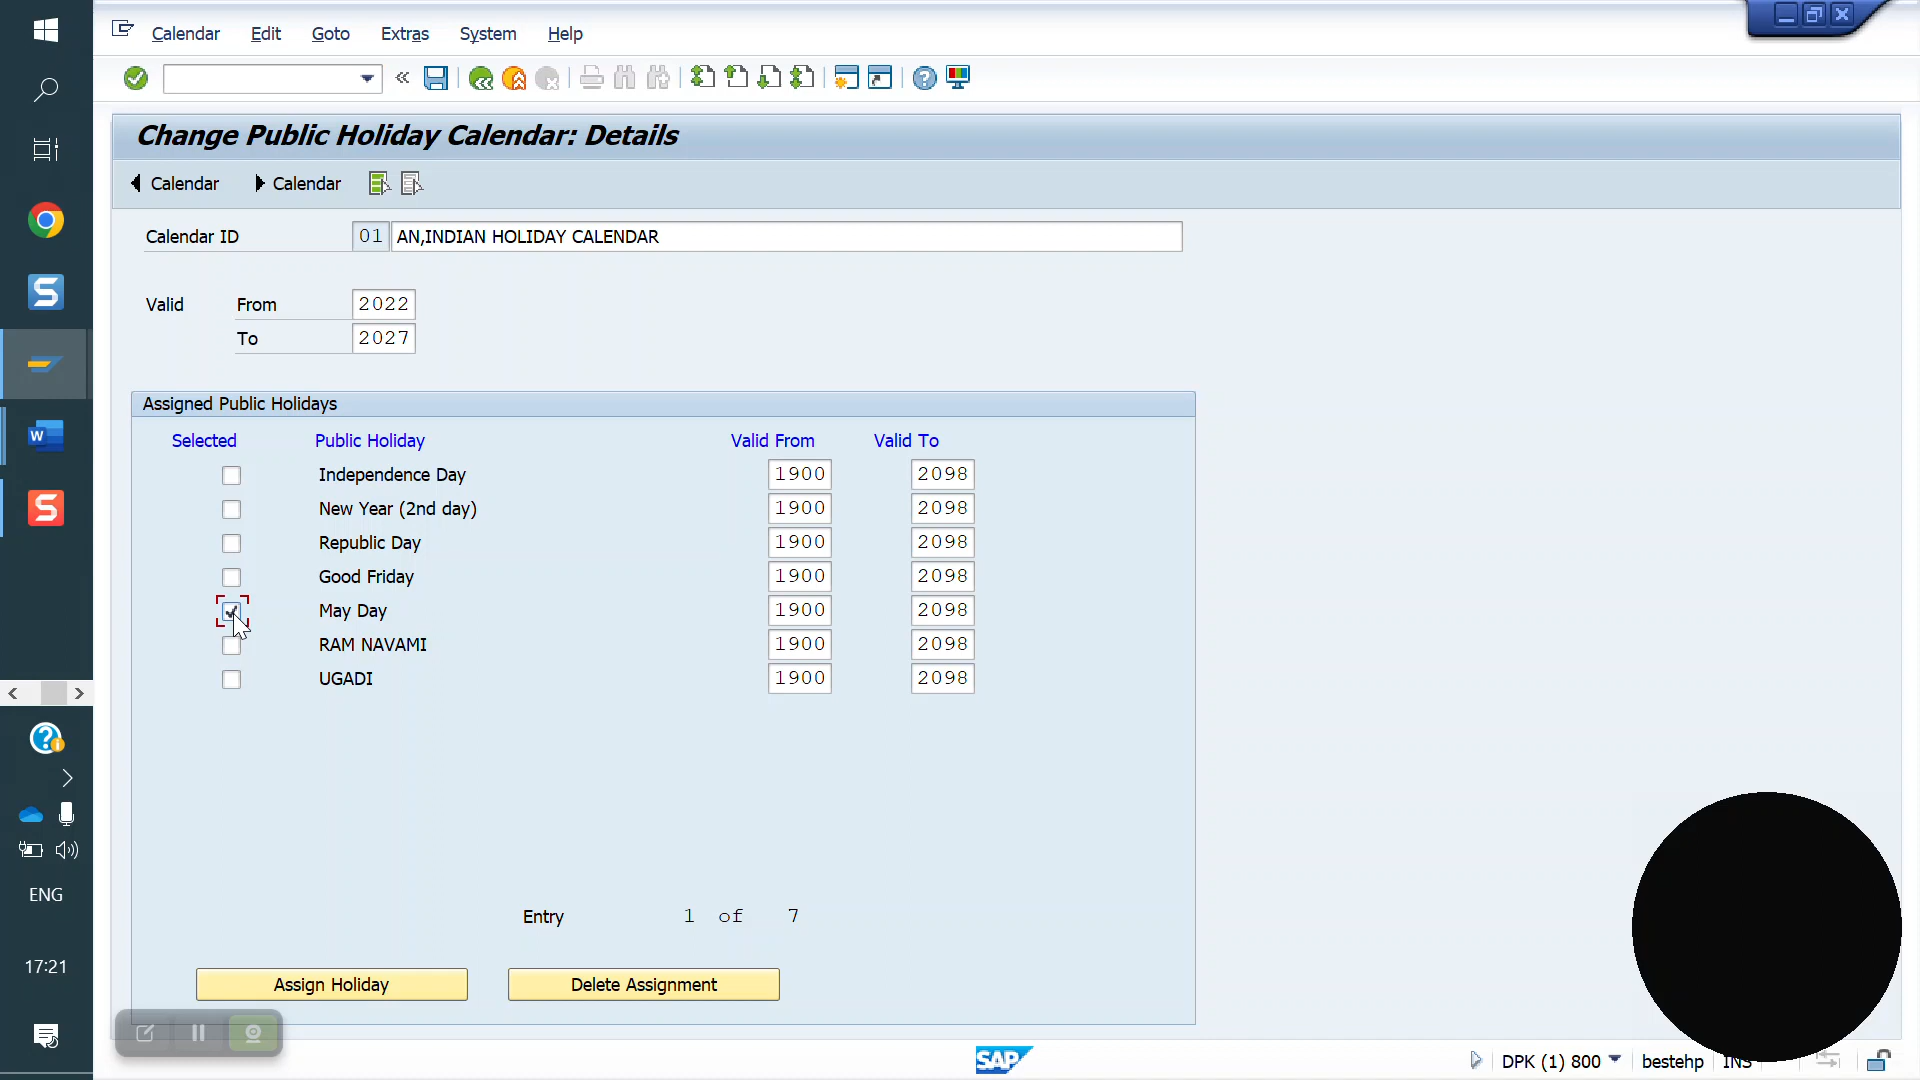 Calendar Edit Goto Extras System Help
Change Public Holiday Calendar: Details
Calendar Calendar
Calendar ID 01 AN,INDIAN HOLIDAY CALENDAR
Valid From 2022
To 2027
Assigned Public Holidays
Selected Public Holiday Valid From Valid To
Independence Day 1900 2098
New Year (2nd day) 1900 2098
Republic Day 1900 2098
Good Friday 1900 2098
May Day 1900 2098
RAM NAVAMI 1900 2098
UGADI 1900 2098
Entry 1 of 7
Assign Holiday Delete Assignment
ENG
17:21
SAP DPK (1) 800 bestehp INS